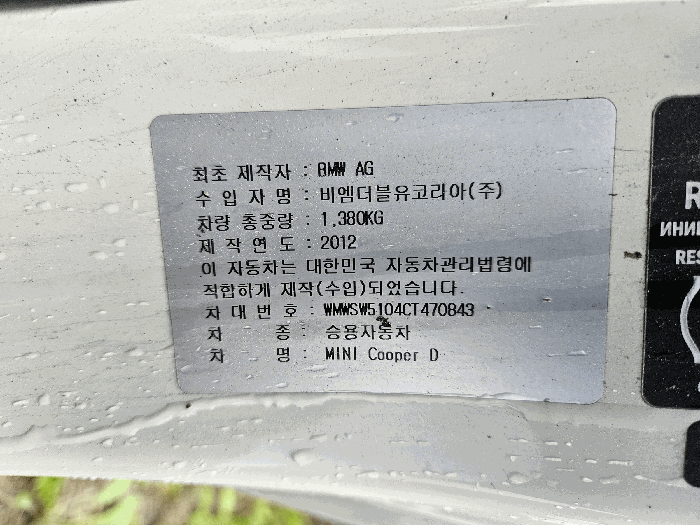 최초 제작자 : BMW AG
수 입 자 명 : 비엠더블유코리아(주)
차량 총중량 : 1,380KG
제 작 연 도 : 2012
이 자동차는 대한민국 자동차관리법령에
적합하게 제작(수입)되었습니다.
차 대 번 호 : WMWSW5104CT470843
차 종 : 승용자동차
차 명 : MINI Cooper D
R
ИНИ
RES